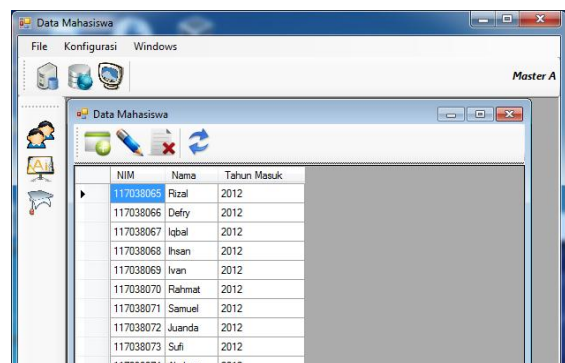 Data Mahasiswa
File Konfigurasi Windows
Master A
Data Mahasiswa
NIM Nama Tahun Masuk
117038065 Rizal 2012
117038066 Defry 2012
117038067 Iqbal 2012
117038068 Ihsan 2012
117038069 Ivan 2012
117038070 Rahmat 2012
117038071 Samuel 2012
117038072 Juanda 2012
117038073 Sufi 2012